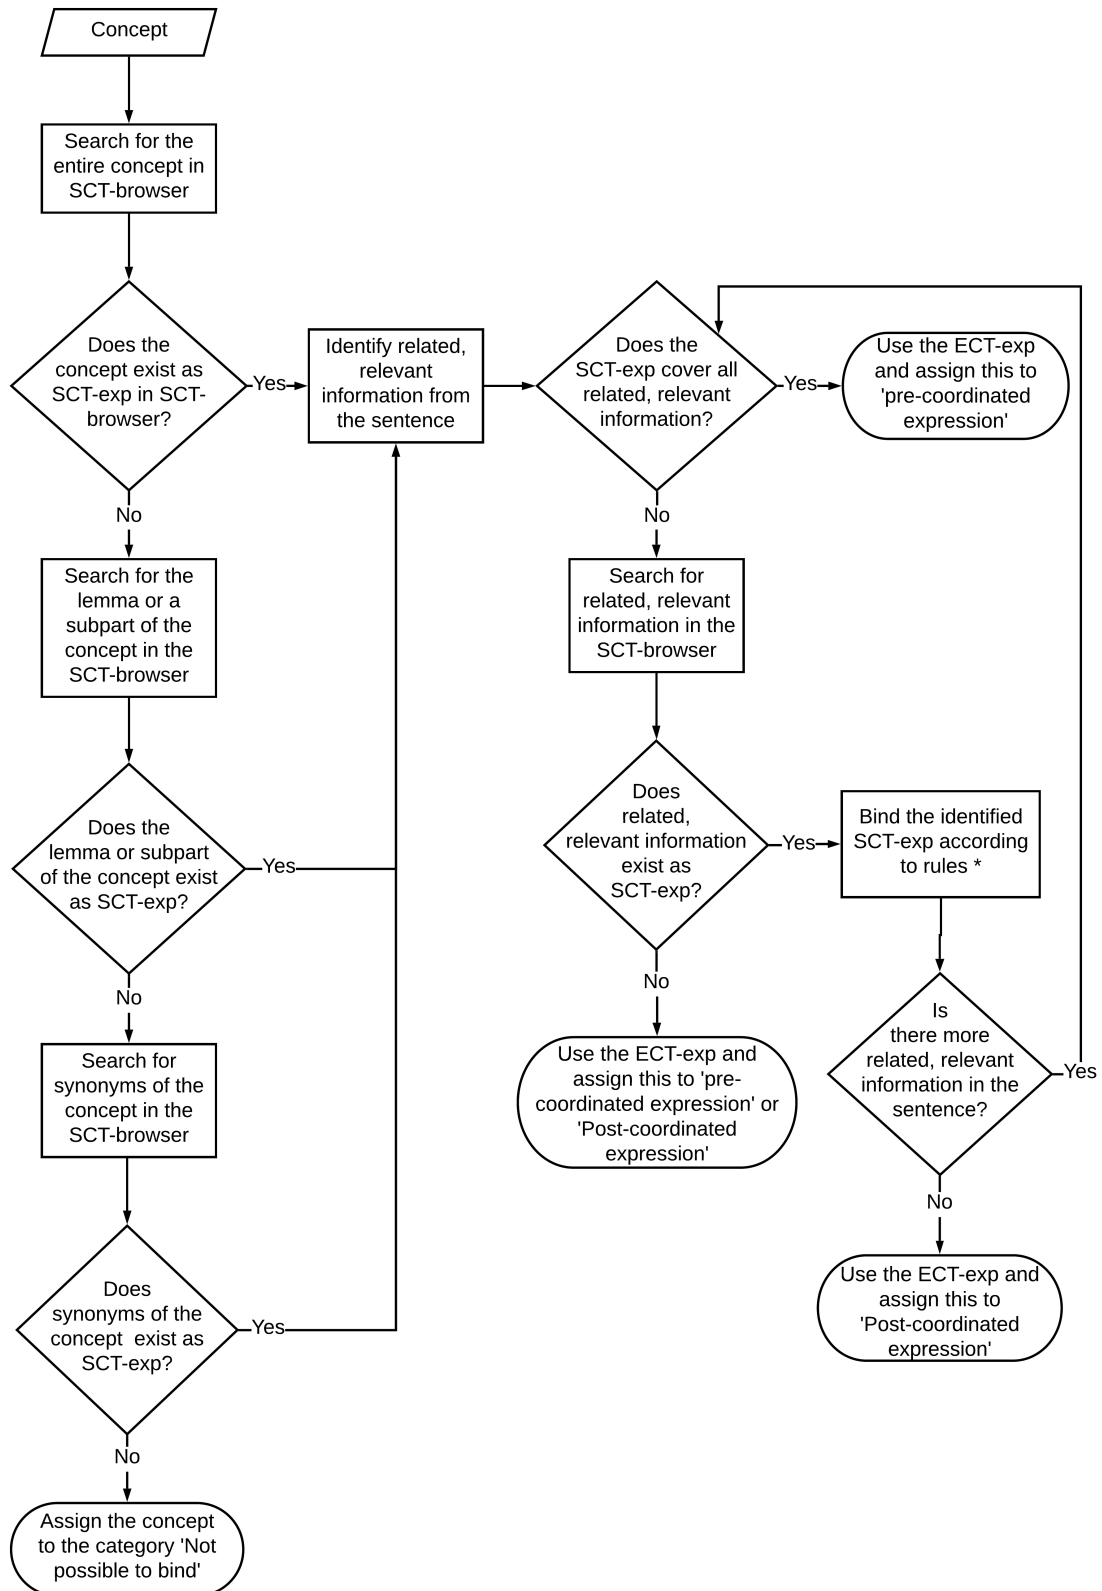 Concept
Search for the
entire concept in
SCT-browser
Does the
concept exist as
SCT-exp in SCT-
browser?
Yes
Identify related,
relevant
information from
the sentence
Does the
SCT-exp cover all
related, relevant
information?
Yes
Use the ECT-exp
and assign this to
'pre-coordinated
expression'
No
Search for the
lemma or a
subpart of the
concept in the
SCT-browser
No
Search for
related, relevant
information in the
SCT-browser
Does the
lemma or subpart
of the concept exist
as SCT-exp?
Yes
Does
related,
relevant information
exist as
SCT-exp?
Yes
Bind the identified
SCT-exp according
to rules *
No
Search for
synonyms of the
concept in the
SCT-browser
No
Use the ECT-exp and
assign this to 'pre-
coordinated expression' or
'Post-coordinated
expression'
Is
there more
related, relevant
information in the
sentence?
Yes
No
Use the ECT-exp and
assign this to
'Post-coordinated
expression'
Does
synonyms of the
concept  exist as
SCT-exp?
Yes
No
Assign the concept
to the category 'Not
possible to bind'